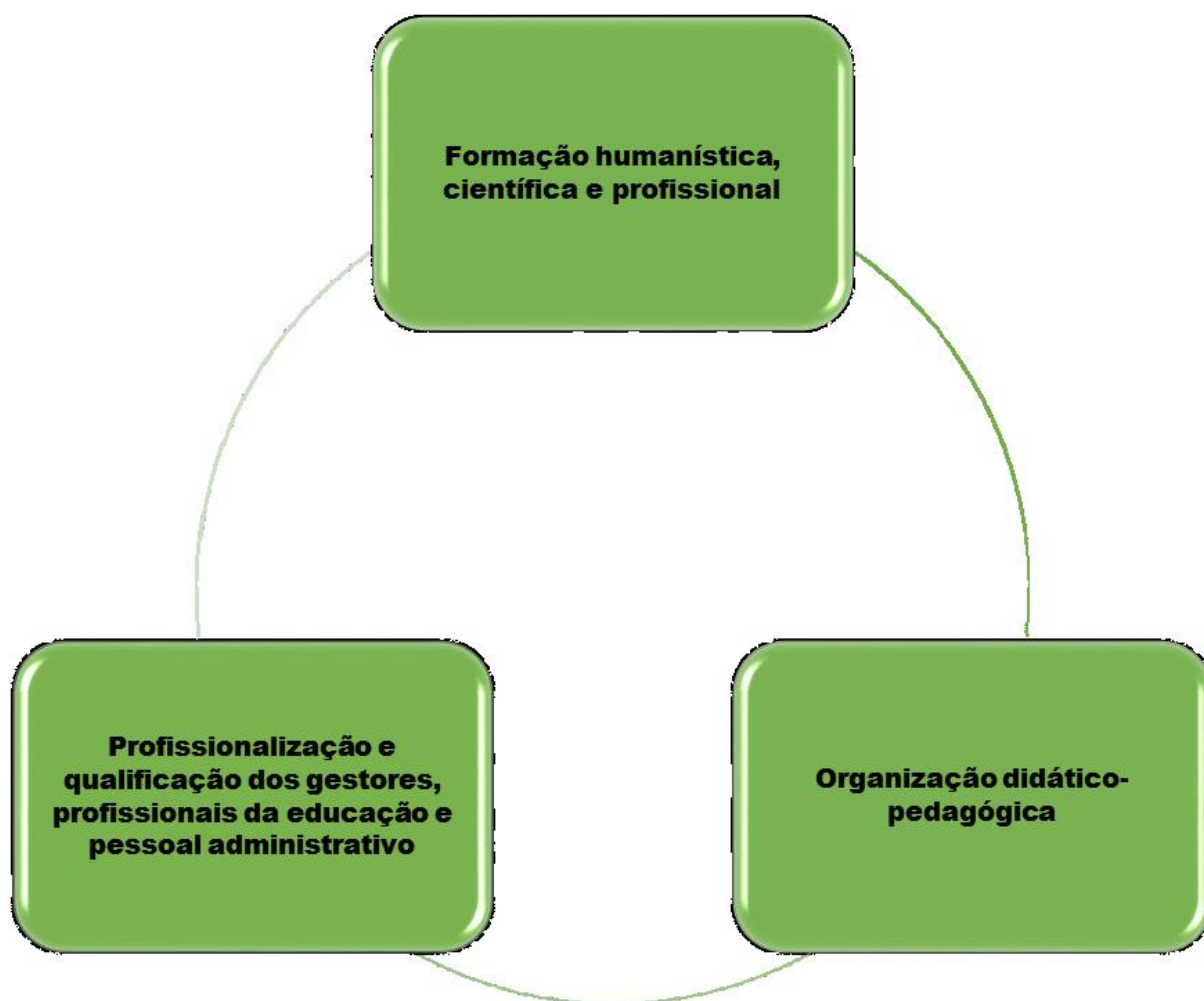 Formação humanística,
científica e profissional
Profissionalização e
qualificação dos gestores,
profissionais da educação e
pessoal administrativo
Organização didático-
pedagógica